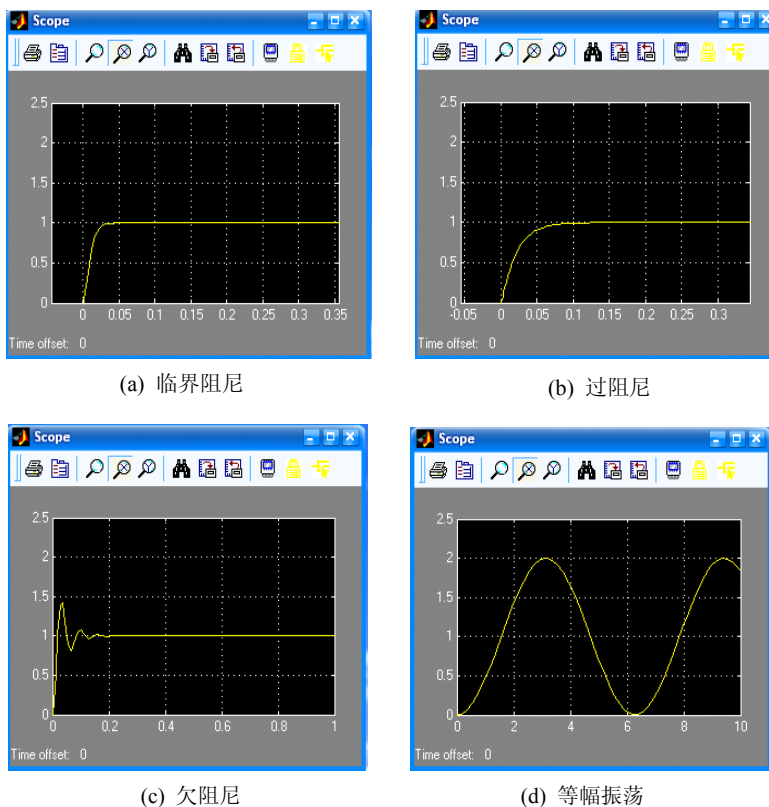 Scope
2.5
2
1.5
1
0.5
0
0 0.05 0.1 0.15 0.2 0.25 0.3 0.35
Time offset: 0
(a) 临界阻尼
Scope
2.5
2
1.5
1
0.5
0
-0.05 0 0.05 0.1 0.15 0.2 0.25 0.3
Time offset: 0
(b) 过阻尼
Scope
2.5
2
1.5
1
0.5
0
0 0.2 0.4 0.6 0.8 1
Time offset: 0
(c) 欠阻尼
Scope
2.5
2
1.5
1
0.5
0
0 2 4 6 8 10
Time offset: 0
(d) 等幅振荡